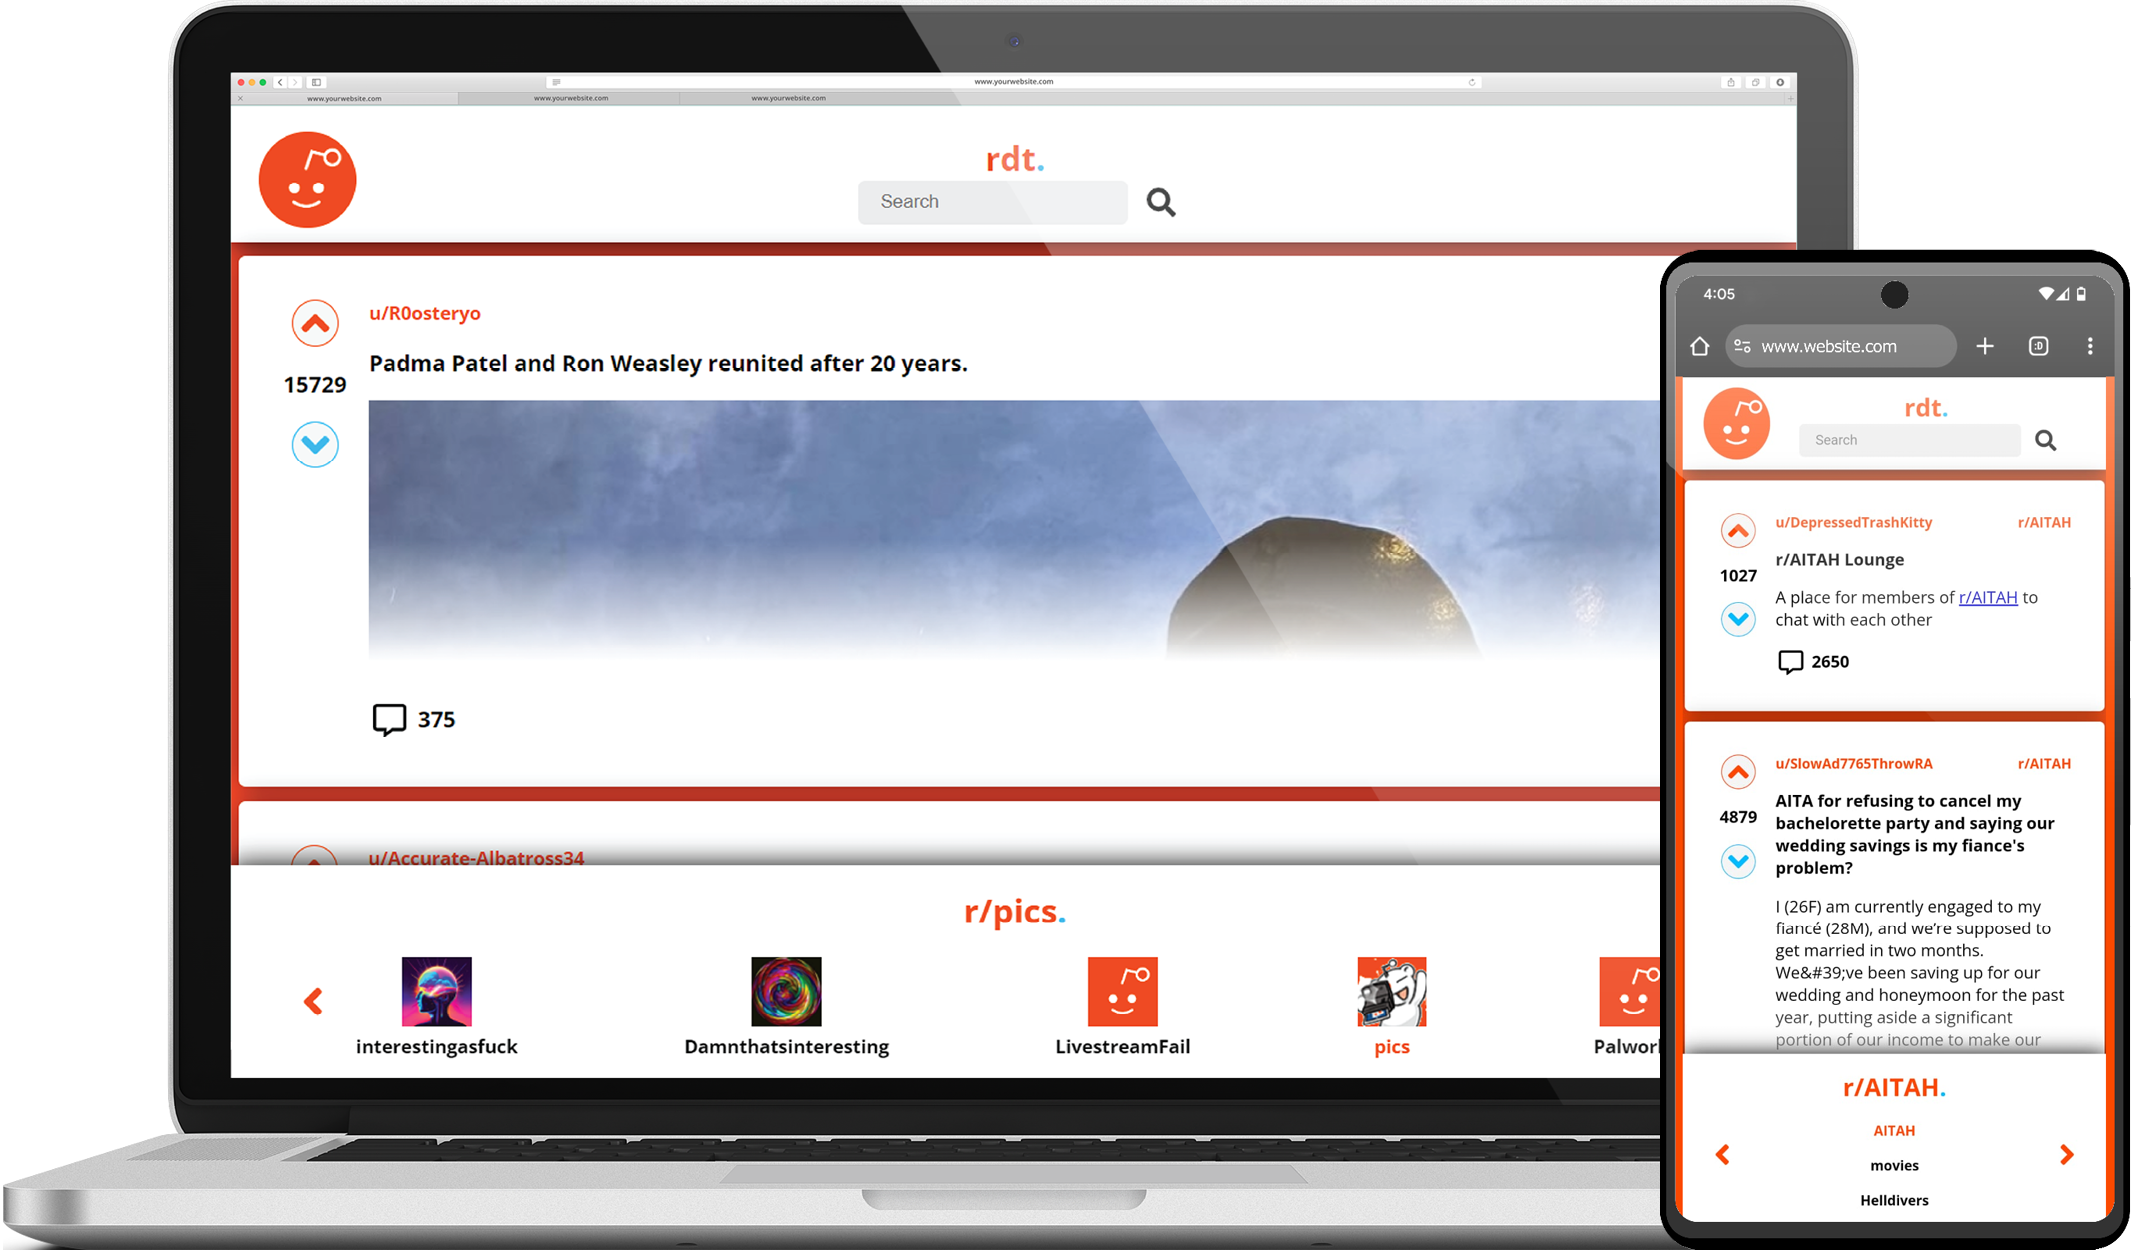 www.yourwebsite.com
www.yourwebsite.com
www.yourwebsite.com
www.yourwebsite.com
rdt.
Search
u/R0osteryo
Padma Patel and Ron Weasley reunited after 20 years.
15729
375
u/Accurate-Albatross34
r/pics.
interestingasfuck
Damnthatsinteresting
LivestreamFail
pics
Palworl
4:05
www.website.com
:D
rdt.
Search
u/DepressedTrashKitty
r/AITAH
r/AITAH Lounge
1027
A place for members of r/AITAH to
chat with each other
2650
u/SlowAd7765ThrowRA
r/AITAH
4879
AITA for refusing to cancel my
bachelorette party and saying our
wedding savings is my fiance's
problem?
I (26F) am currently engaged to my
fiancé (28M), and we're supposed to
get married in two months.
We&#39;ve been saving up for our
wedding and honeymoon for the past
year, putting aside a significant
portion of our income to make our
r/AITAH.
AITAH
movies
Helldivers